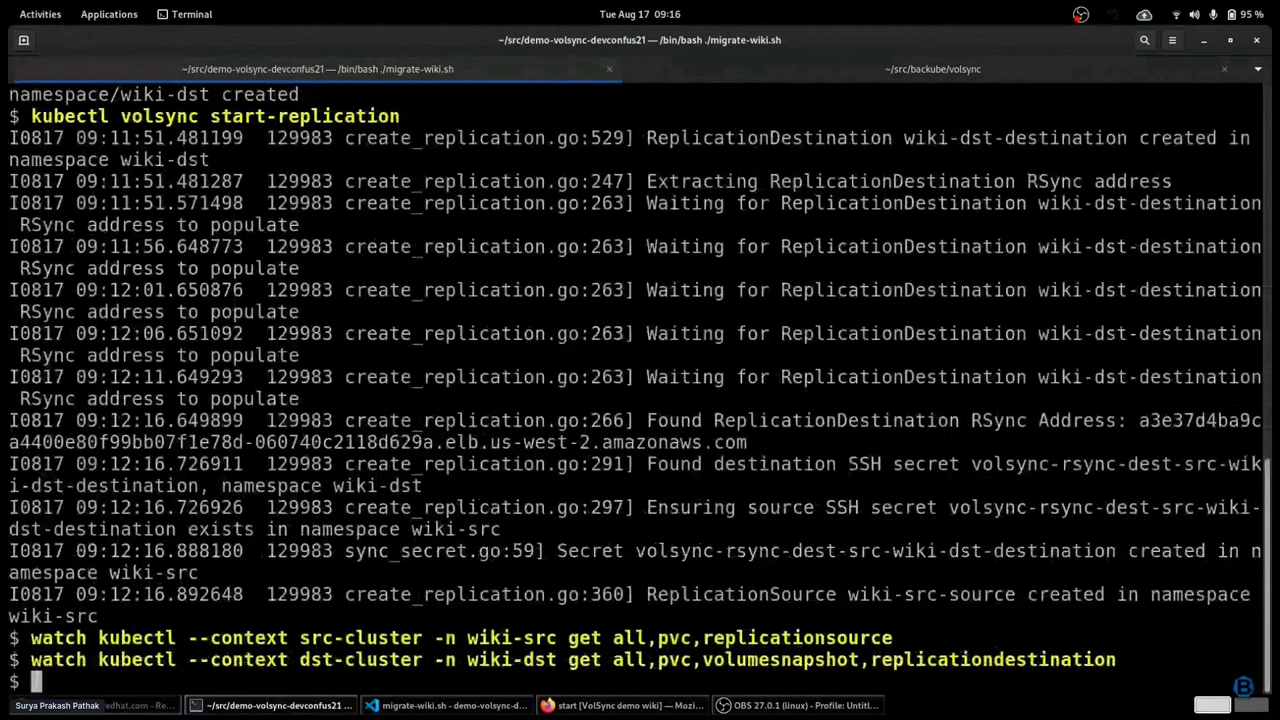 Activities Applications Terminal Tue Aug 17 09:16 95 %
~/src/demo-volsync-devconfus21 — /bin/bash ./migrate-wiki.sh
~/src/demo-volsync-devconfus21 — /bin/bash ./migrate-wiki.sh ~/src/backube/volsync
namespace/wiki-dst created
$ kubectl volsync start-replication
I0817 09:11:51.481199 129983 create_replication.go:529] ReplicationDestination wiki-dst-destination created in
namespace wiki-dst
I0817 09:11:51.481287 129983 create_replication.go:247] Extracting ReplicationDestination RSync address
I0817 09:11:51.571498 129983 create_replication.go:263] Waiting for ReplicationDestination wiki-dst-destination
RSync address to populate
I0817 09:11:56.648773 129983 create_replication.go:263] Waiting for ReplicationDestination wiki-dst-destination
RSync address to populate
I0817 09:12:01.650876 129983 create_replication.go:263] Waiting for ReplicationDestination wiki-dst-destination
RSync address to populate
I0817 09:12:06.651092 129983 create_replication.go:263] Waiting for ReplicationDestination wiki-dst-destination
RSync address to populate
I0817 09:12:11.649293 129983 create_replication.go:263] Waiting for ReplicationDestination wiki-dst-destination
RSync address to populate
I0817 09:12:16.649899 129983 create_replication.go:266] Found ReplicationDestination RSync Address: a3e37d4ba9c
a4400e80f99bb07f1e78d-060740c2118d629a.elb.us-west-2.amazonaws.com
I0817 09:12:16.726911 129983 create_replication.go:291] Found destination SSH secret volsync-rsync-dest-src-wik
i-dst-destination, namespace wiki-dst
I0817 09:12:16.726926 129983 create_replication.go:297] Ensuring source SSH secret volsync-rsync-dest-src-wiki-
dst-destination exists in namespace wiki-src
I0817 09:12:16.888180 129983 sync_secret.go:59] Secret volsync-rsync-dest-src-wiki-dst-destination created in n
amespace wiki-src
I0817 09:12:16.892648 129983 create_replication.go:360] ReplicationSource wiki-src-source created in namespace
wiki-src
$ watch kubectl --context src-cluster -n wiki-src get all,pvc,replicationsource
$ watch kubectl --context dst-cluster -n wiki-dst get all,pvc,volumesnapshot,replicationdestination
$
Surya Prakash Pathak edhat.com - Re... ~/src/demo-volsync-devconfus21 ... migrate-wiki.sh - demo-volsync-d... start [VolSync demo wiki] — Mozi... OBS 27.0.1 (linux) - Profile: Untitl...